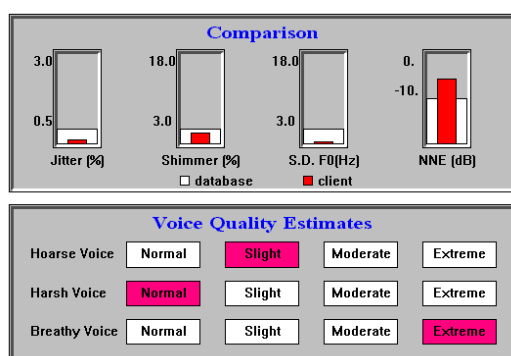 Comparison
3.0 18.0 18.0 0.
-10.
0.5 3.0 3.0
Jitter (%) Shimmer (%) S.D. F0(Hz) NNE (dB)
database client
Voice Quality Estimates
Hoarse Voice Normal Slight Moderate Extreme
Harsh Voice Normal Slight Moderate Extreme
Breathy Voice Normal Slight Moderate Extreme